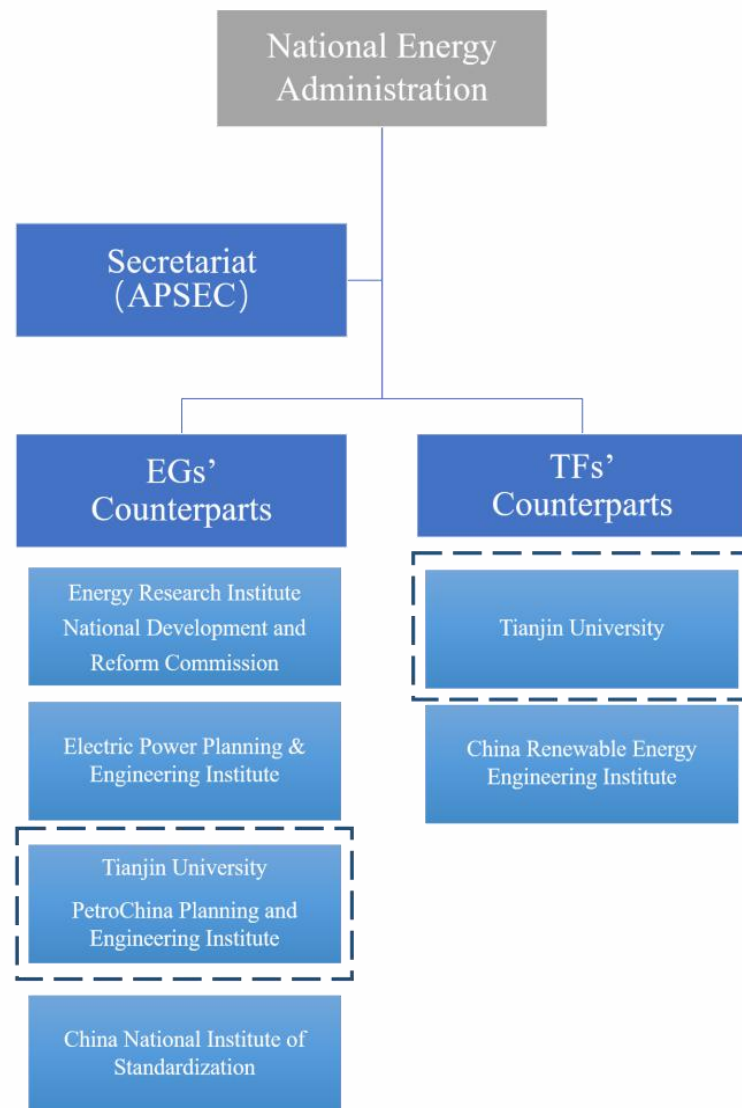 National Energy
Administration
Secretariat
（APSEC）
EGs’
Counterparts
Energy Research Institute
National Development and
Reform Commission
Electric Power Planning &
Engineering Institute
Tianjin University
PetroChina Planning and
Engineering Institute
China National Institute of
Standardization
TFs’
Counterparts
Tianjin University
China Renewable Energy
Engineering Institute